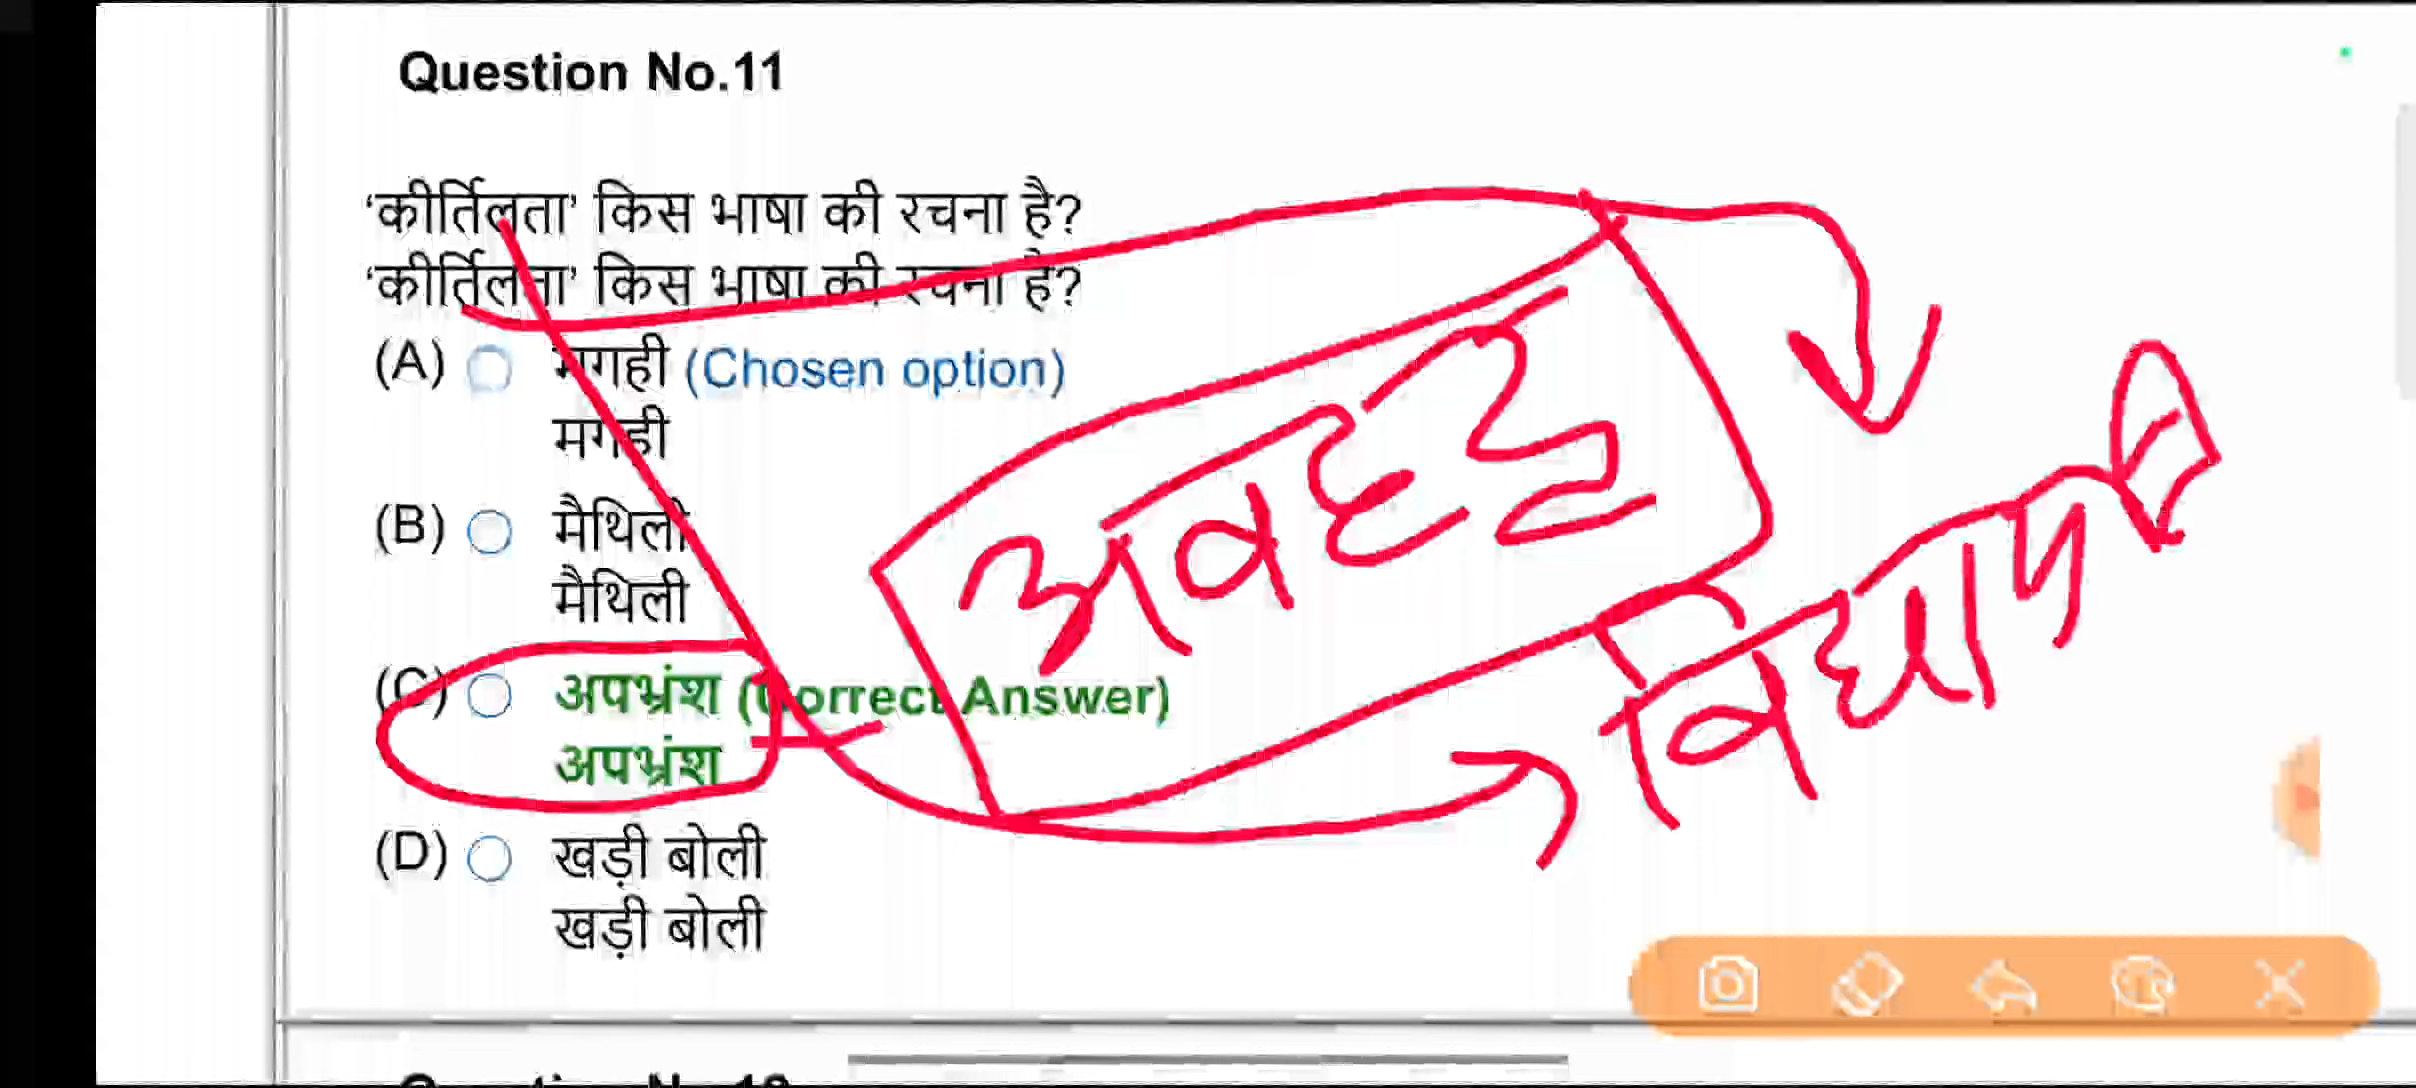 Question No.11
'कीर्तिलता' किस भाषा की रचना है?
'कीर्तिलता' किस भाषा की रचना है?
(A) मगही (Chosen option)
मगही
(B) मैथिली
मैथिली
(C) अपभ्रंश (Correct Answer)
अपभ्रंश
(D) खड़ी बोली
खड़ी बोली
अवहट्ट
विद्यापति